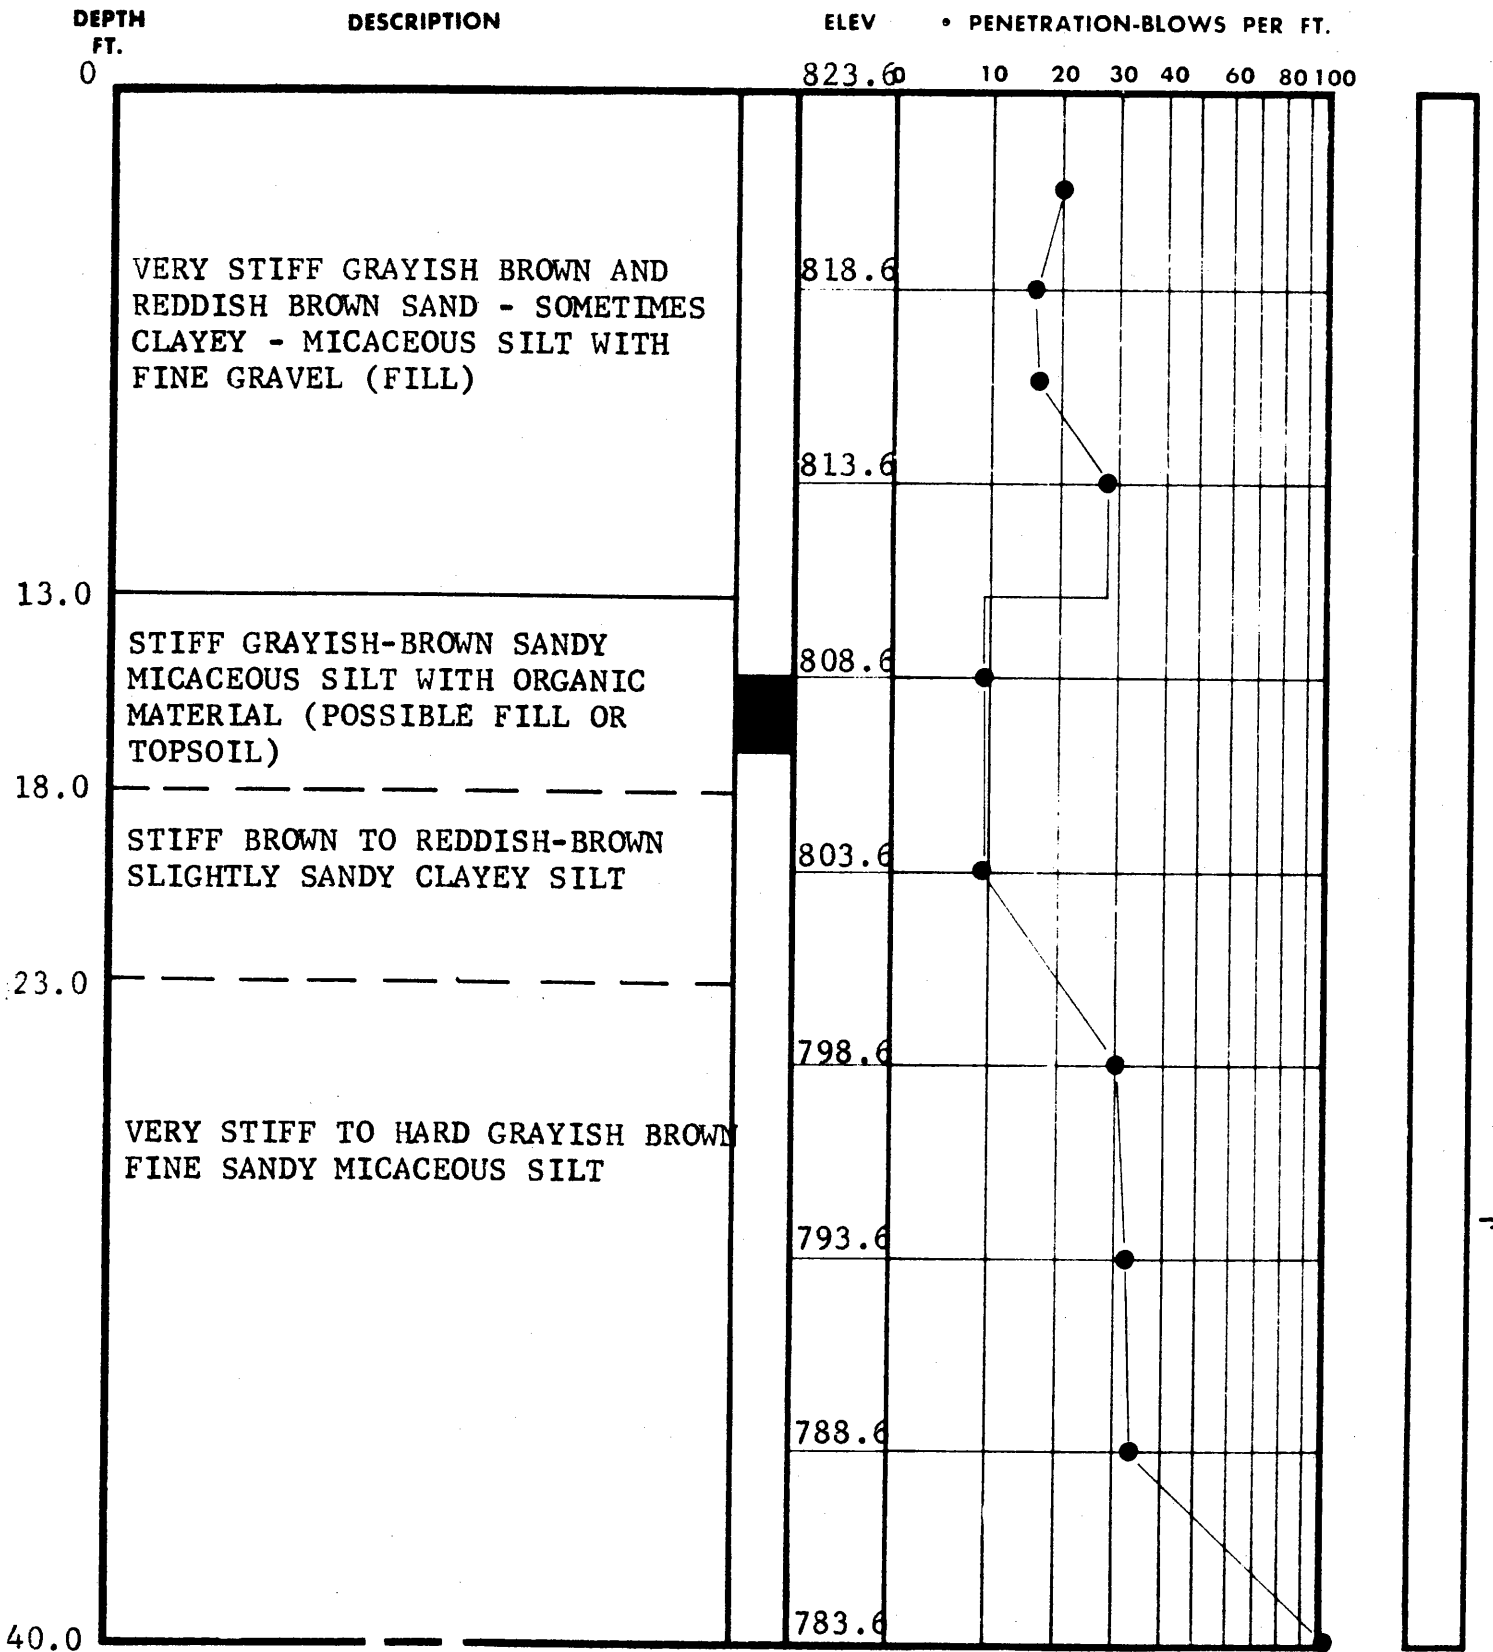 DEPTH DESCRIPTION ELEV • PENETRATION-BLOWS PER FT.
FT.
0 823.6 0 10 20 30 40 60 80 100
VERY STIFF GRAYISH BROWN AND
REDDISH BROWN SAND - SOMETIMES
CLAYEY - MICACEOUS SILT WITH
FINE GRAVEL (FILL)
818.6
813.6
13.0
STIFF GRAYISH-BROWN SANDY
MICACEOUS SILT WITH ORGANIC
MATERIAL (POSSIBLE FILL OR
TOPSOIL)
808.6
18.0
STIFF BROWN TO REDDISH-BROWN
SLIGHTLY SANDY CLAYEY SILT
803.6
23.0
798.6
VERY STIFF TO HARD GRAYISH BROWN
FINE SANDY MICACEOUS SILT
793.6
788.6
40.0 783.6